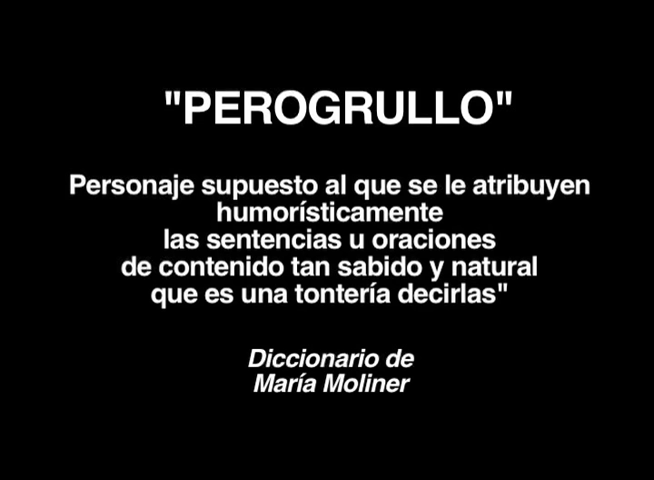 "PEROGRULLO"
Personaje supuesto al que se le atribuyen
humorísticamente
las sentencias u oraciones
de contenido tan sabido y natural
que es una tontería decirlas"
Diccionario de
María Moliner